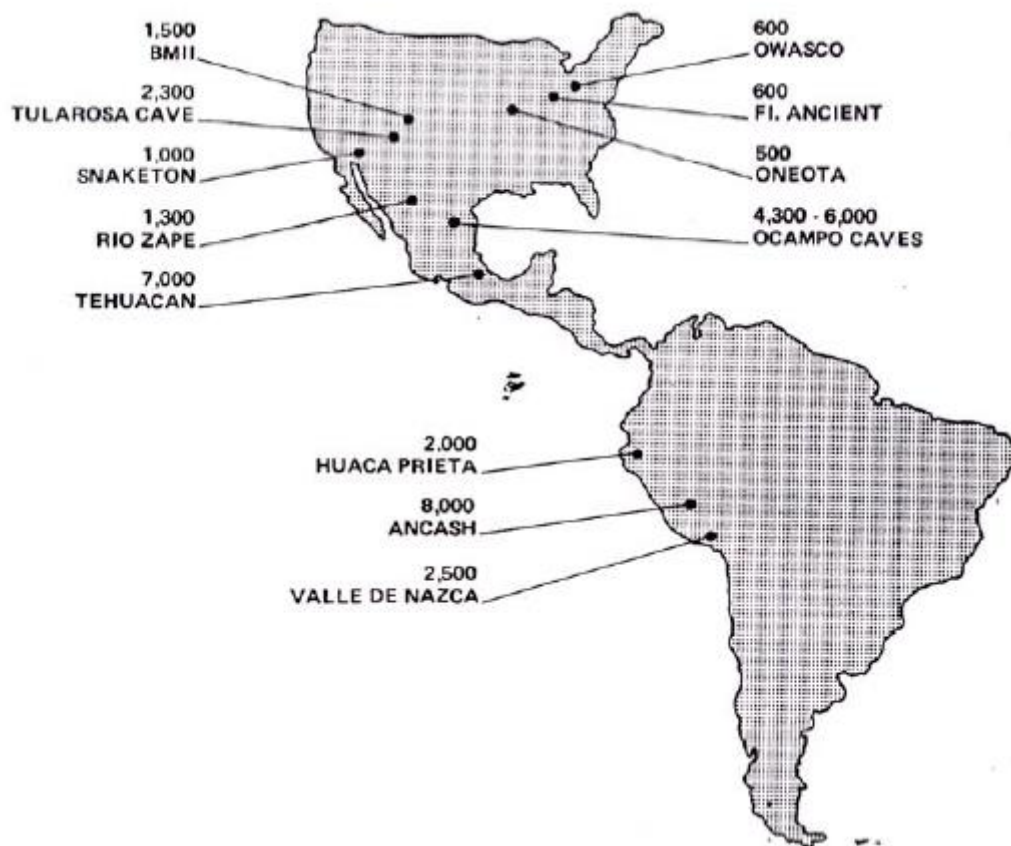 1,500
BMII
2,300
TULAROSA CAVE
1,000
SNAKETON
1,300
RIO ZAPE
7,000
TEHUACAN
600
OWASCO
600
FI. ANCIENT
500
ONEOTA
4,300 - 6,000
OCAMPO CAVES
2.000
HUACA PRIETA
8,000
ANCASH
2,500
VALLE DE NAZCA